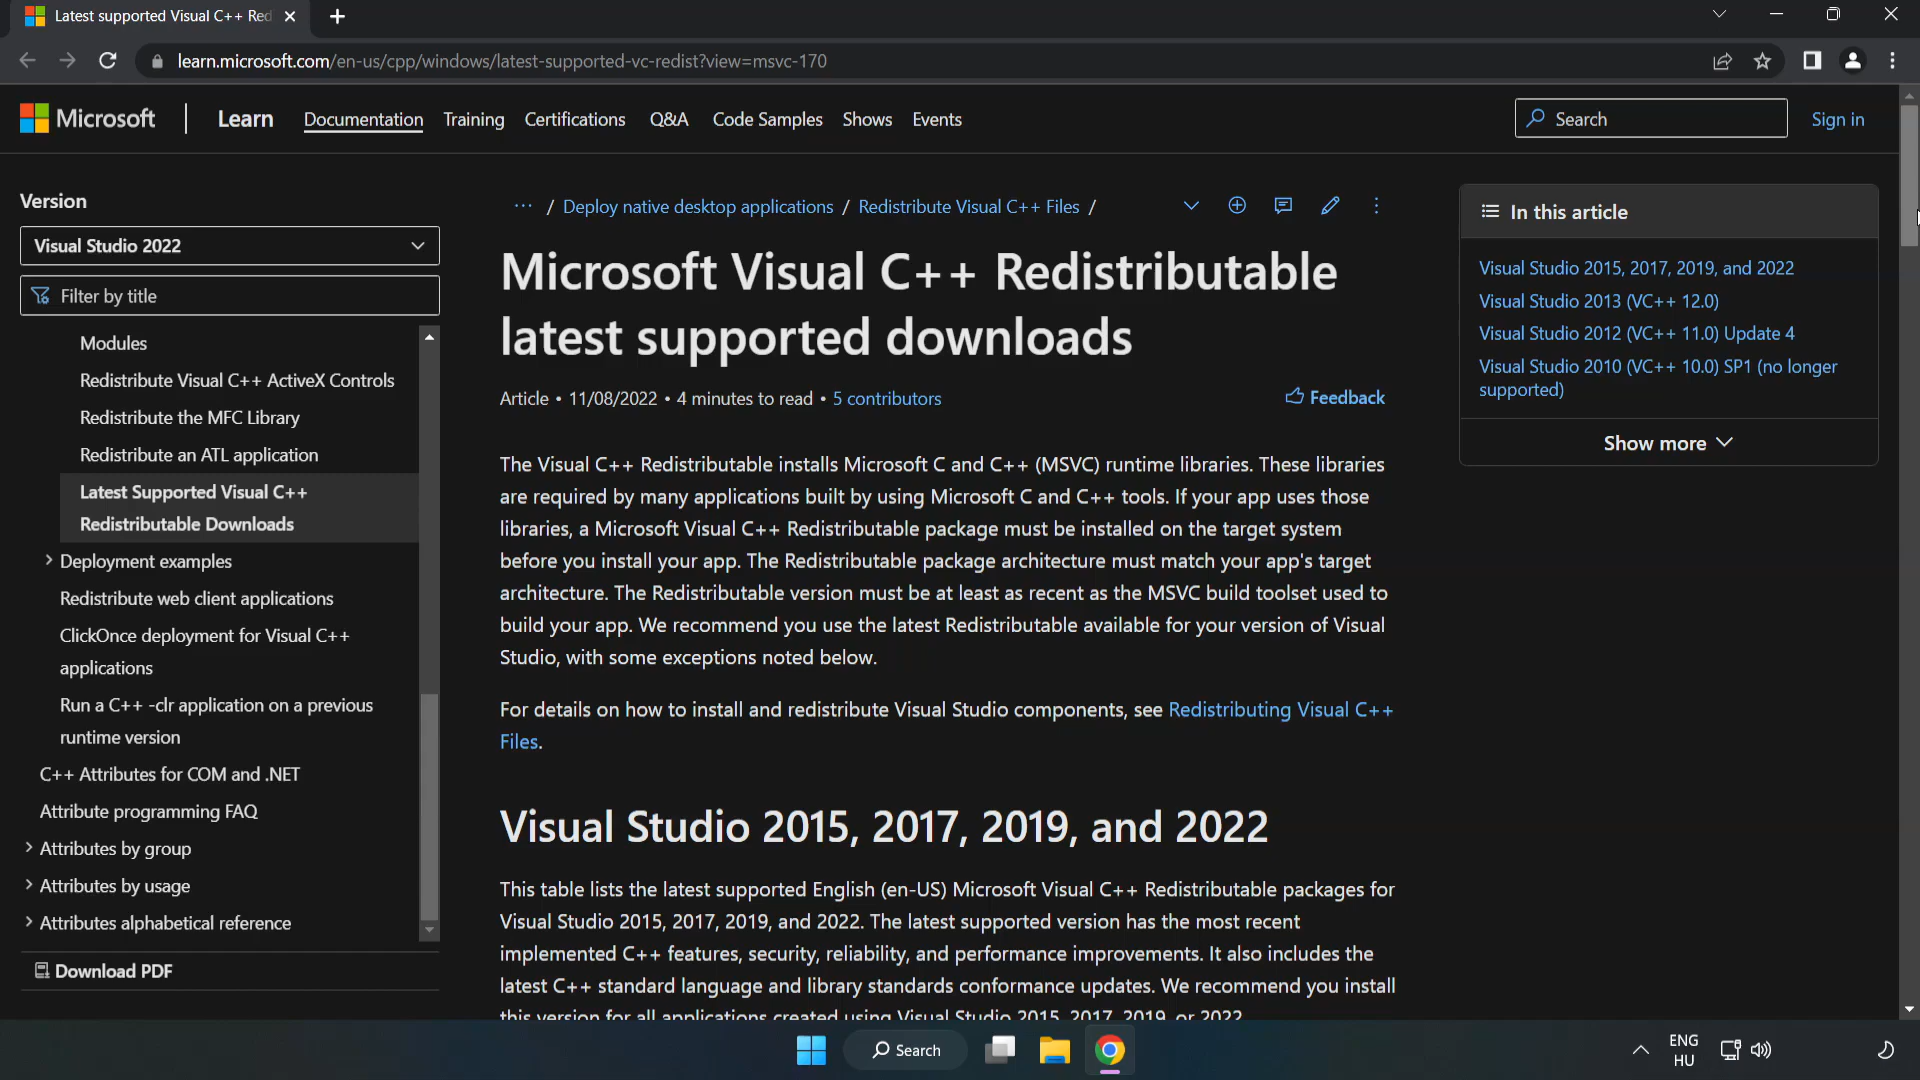 Latest supported Visual C++ Red
learn.microsoft.com/en-us/cpp/windows/latest-supported-vc-redist?view=msvc-170
Microsoft
Learn
Documentation
Training
Certifications
Q&A
Code Samples
Shows
Events
Search
Sign in
Version
Visual Studio 2022
Filter by title
Modules
Redistribute Visual C++ ActiveX Controls
Redistribute the MFC Library
Redistribute an ATL application
Latest Supported Visual C++
Redistributable Downloads
Deployment examples
Redistribute web client applications
ClickOnce deployment for Visual C++
applications
Run a C++ -clr application on a previous
runtime version
C++ Attributes for COM and .NET
Attribute programming FAQ
Attributes by group
Attributes by usage
Attributes alphabetical reference
Download PDF
··· / Deploy native desktop applications / Redistribute Visual C++ Files /
Microsoft Visual C++ Redistributable
latest supported downloads
Article • 11/08/2022 • 4 minutes to read • 5 contributors
Feedback
The Visual C++ Redistributable installs Microsoft C and C++ (MSVC) runtime libraries. These libraries
are required by many applications built by using Microsoft C and C++ tools. If your app uses those
libraries, a Microsoft Visual C++ Redistributable package must be installed on the target system
before you install your app. The Redistributable package architecture must match your app's target
architecture. The Redistributable version must be at least as recent as the MSVC build toolset used to
build your app. We recommend you use the latest Redistributable available for your version of Visual
Studio, with some exceptions noted below.
For details on how to install and redistribute Visual Studio components, see Redistributing Visual C++
Files.
Visual Studio 2015, 2017, 2019, and 2022
This table lists the latest supported English (en-US) Microsoft Visual C++ Redistributable packages for
Visual Studio 2015, 2017, 2019, and 2022. The latest supported version has the most recent
implemented C++ features, security, reliability, and performance improvements. It also includes the
latest C++ standard language and library standards conformance updates. We recommend you install
this version for all applications created using Visual Studio 2015, 2017, 2019, or 2022.
In this article
Visual Studio 2015, 2017, 2019, and 2022
Visual Studio 2013 (VC++ 12.0)
Visual Studio 2012 (VC++ 11.0) Update 4
Visual Studio 2010 (VC++ 10.0) SP1 (no longer
supported)
Show more
Search
ENG
HU